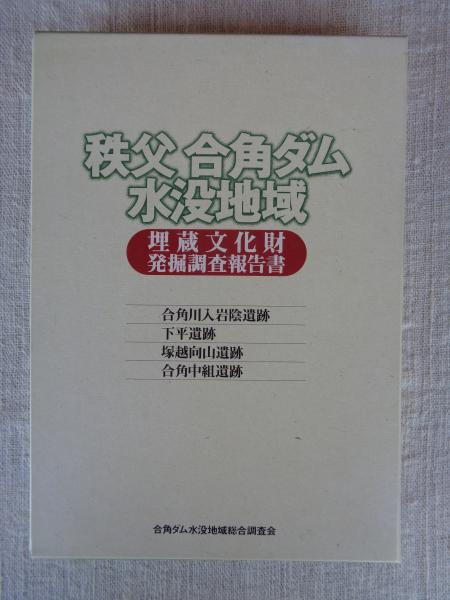 秩父 合角ダム
水没地域
埋蔵文化財
発掘調査報告書
合角川入岩陰遺跡
下平遺跡
塚越向山遺跡
合角中組遺跡
合角ダム水没地域総合調査会